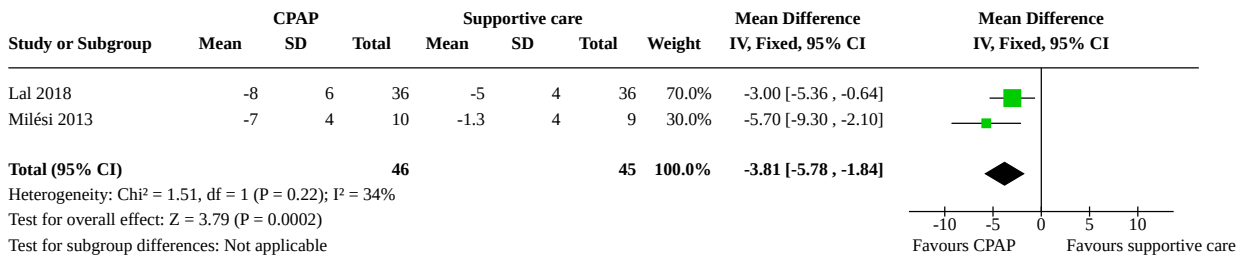 CPAP Supportive care Mean Difference Mean Difference
Study or Subgroup Mean SD Total Mean SD Total Weight IV, Fixed, 95% CI IV, Fixed, 95% CI
Lal 2018 -8 6 36 -5 4 36 70.0% -3.00 [-5.36 , -0.64]
Milési 2013 -7 4 10 -1.3 4 9 30.0% -5.70 [-9.30 , -2.10]
Total (95% CI) 46 45 100.0% -3.81 [-5.78 , -1.84]
Heterogeneity: Chi² = 1.51, df = 1 (P = 0.22); I² = 34%
Test for overall effect: Z = 3.79 (P = 0.0002)
Test for subgroup differences: Not applicable
-10 -5 0 5 10
Favours CPAP Favours supportive care